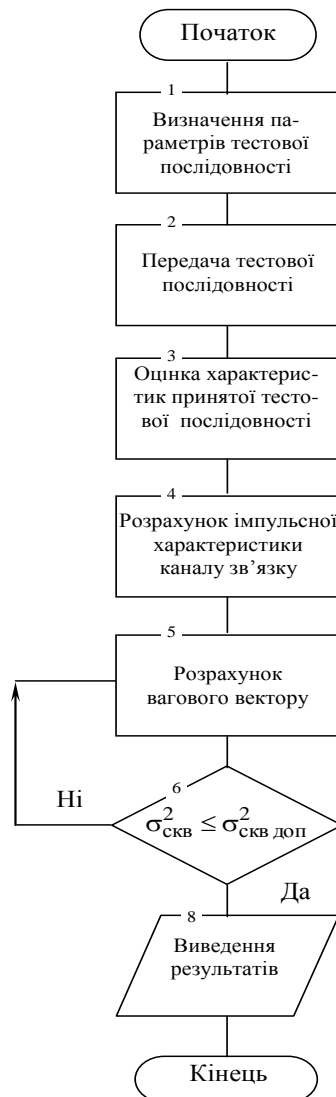 Початок
1
Визначення па-
раметрів тестової
послідовності
2
Передача тестової
послідовності
3
Оцінка характерис-
тик принятої тесто-
вої послідовності
4
Розрахунок імпульсної
характеристики
каналу зв’язку
5
Розрахунок
вагового вектору
6
Ні
σ²скв ≤ σ²скв доп
Да
8
Виведення
результатів
Кінець